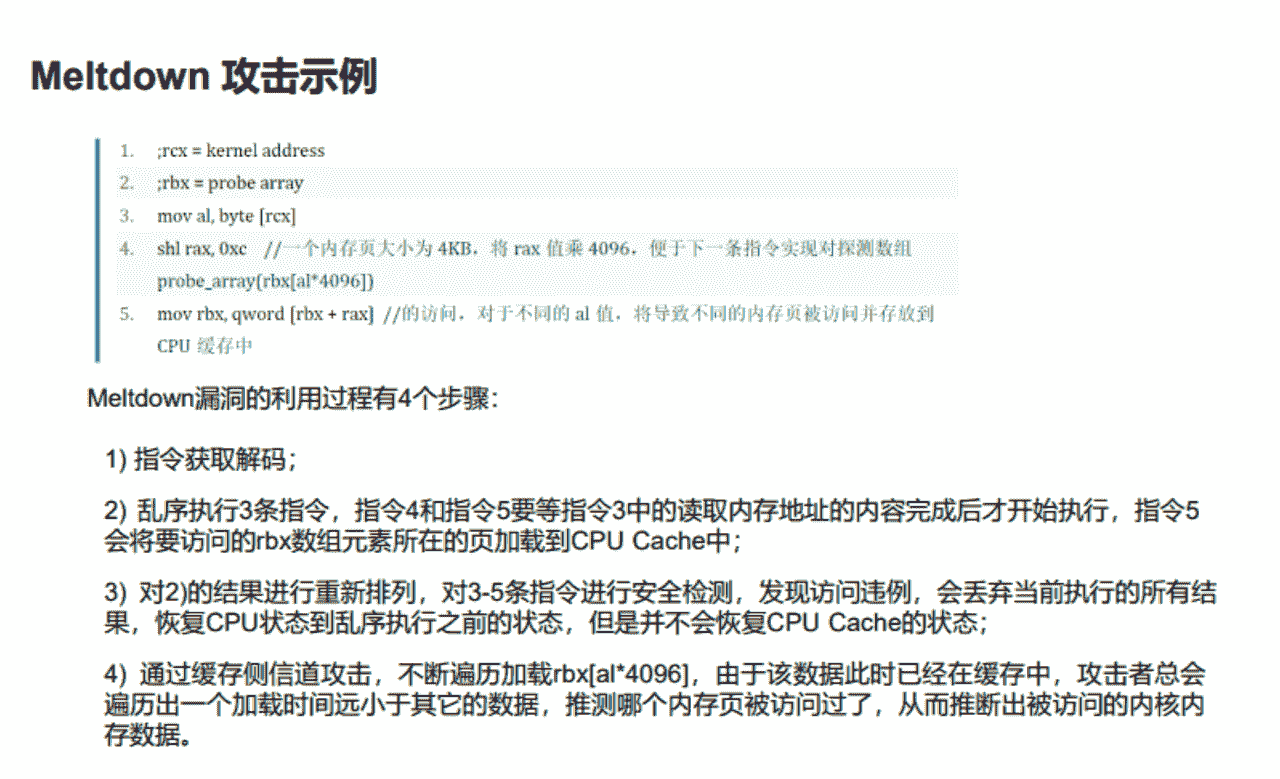 Meltdown 攻击示例
1. ;rcx = kernel address
2. ;rbx = probe array
3. mov al, byte [rcx]
4. shl rax, 0xc //一个内存页大小为 4KB，将 rax 值乘 4096，便于下一条指令实现对探测数组
probe_array(rbx[al*4096])
5. mov rbx, qword [rbx + rax] //的访问，对于不同的 al 值，将导致不同的内存页被访问并存放到
CPU 缓存中
Meltdown漏洞的利用过程有4个步骤：
1) 指令获取解码；
2) 乱序执行3条指令，指令4和指令5要等指令3中的读取内存地址的内容完成后才开始执行，指令5
会将要访问的rbx数组元素所在的页加载到CPU Cache中；
3) 对2)的结果进行重新排列，对3-5条指令进行安全检测，发现访问违例，会丢弃当前执行的所有结
果，恢复CPU状态到乱序执行之前的状态，但是并不会恢复CPU Cache的状态；
4) 通过缓存侧信道攻击，不断遍历加载rbx[al*4096]，由于该数据此时已经在缓存中，攻击者总会
遍历出一个加载时间远小于其它的数据，推测哪个内存页被访问过了，从而推断出被访问的内核内
存数据。